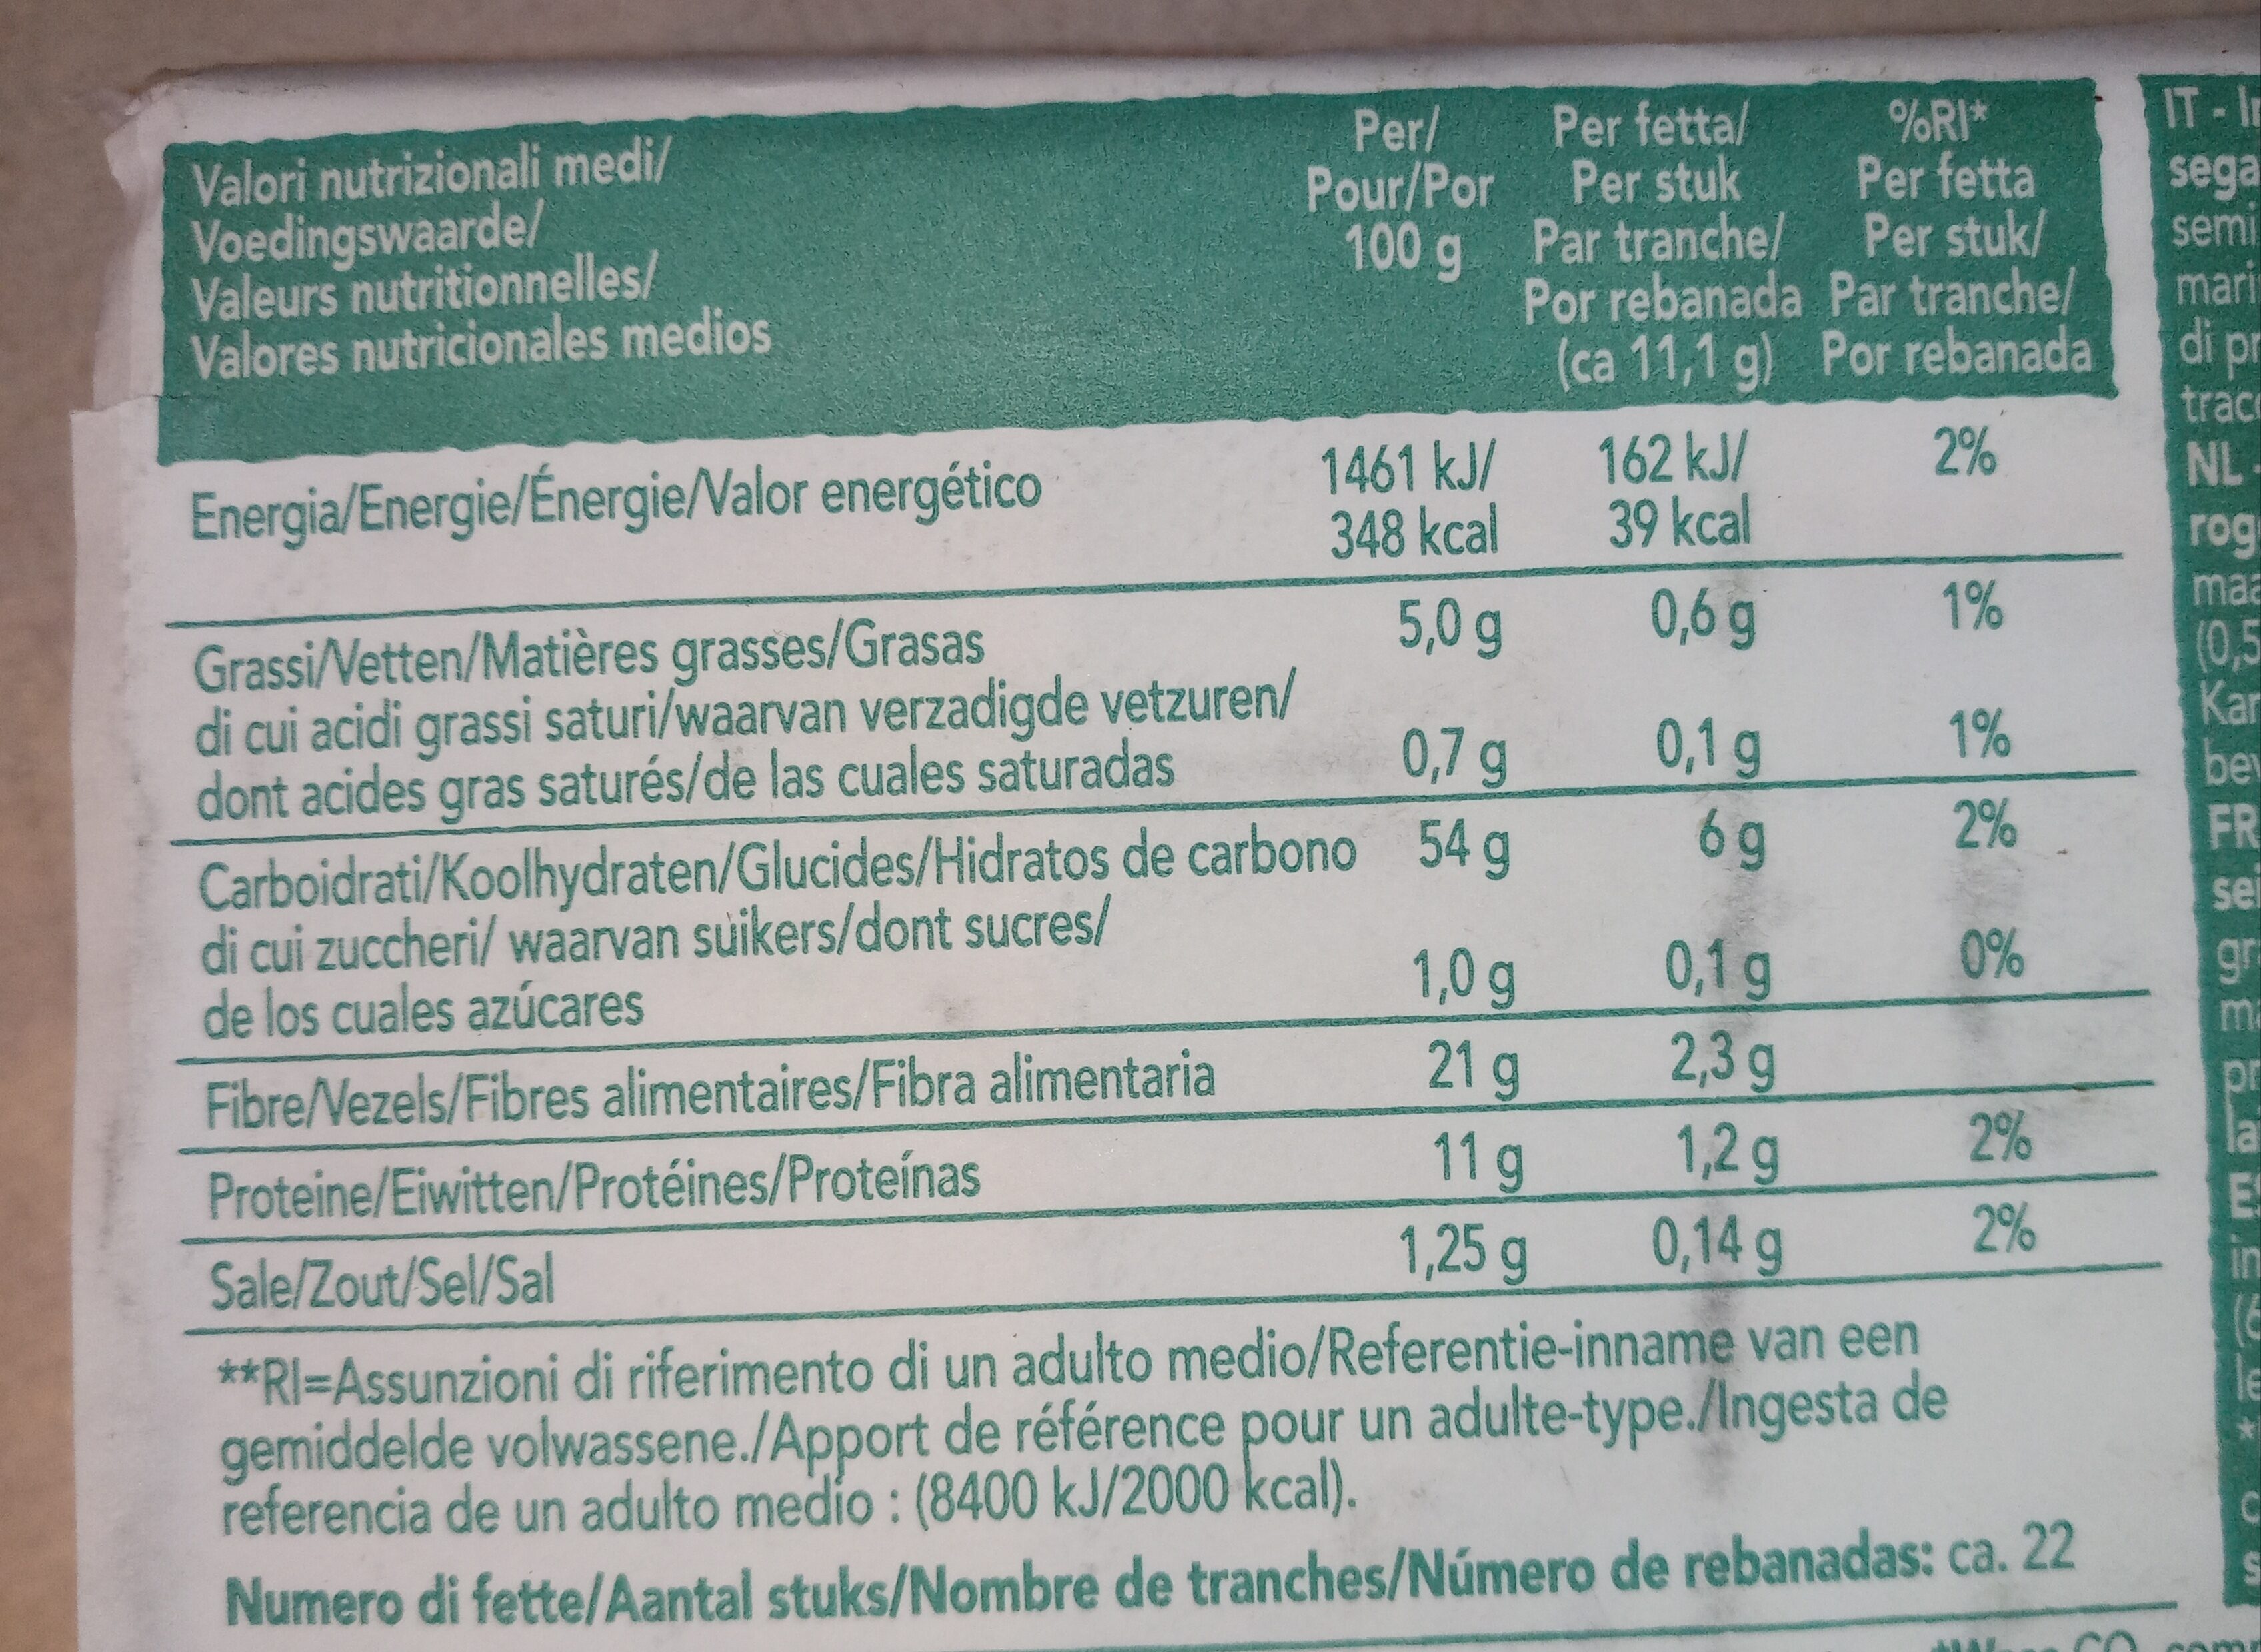 Valori nutrizionali medi/
Voedingswaarde/
Valeurs nutritionnelles/
Valores nutricionales medios
Per/
Pour/Por
100 g
Per fetta/
Per stuk
Par tranche/
Por rebanada
(ca 11,1 g)
%RI*
Per fetta
Per stuk/
Par tranche/
Por rebanada
Energia/Energie/Énergie/Valor energético 1461 kJ/ 162 kJ/ 2%
348 kcal 39 kcal
Grassi/Vetten/Matières grasses/Grasas 5,0 g 0,6 g 1%
di cui acidi grassi saturi/waarvan verzadigde vetzuren/
dont acides gras saturés/de las cuales saturadas 0,7 g 0,1 g 1%
Carboidrati/Koolhydraten/Glucides/Hidratos de carbono 54 g 6 g 2%
di cui zuccheri/ waarvan suikers/dont sucres/
de los cuales azúcares 1,0 g 0,1 g 0%
Fibre/Vezels/Fibres alimentaires/Fibra alimentaria 21 g 2,3 g
Proteine/Eiwitten/Protéines/Proteínas 11 g 1,2 g 2%
Sale/Zout/Sel/Sal 1,25 g 0,14 g 2%
**RI=Assunzioni di riferimento di un adulto medio/Referentie-inname van een
gemiddelde volwassene./Apport de référence pour un adulte-type./Ingesta de
referencia de un adulto medio : (8400 kJ/2000 kcal).
Numero di fette/Aantal stuks/Nombre de tranches/Número de rebanadas: ca. 22
IT -
NL -
FR